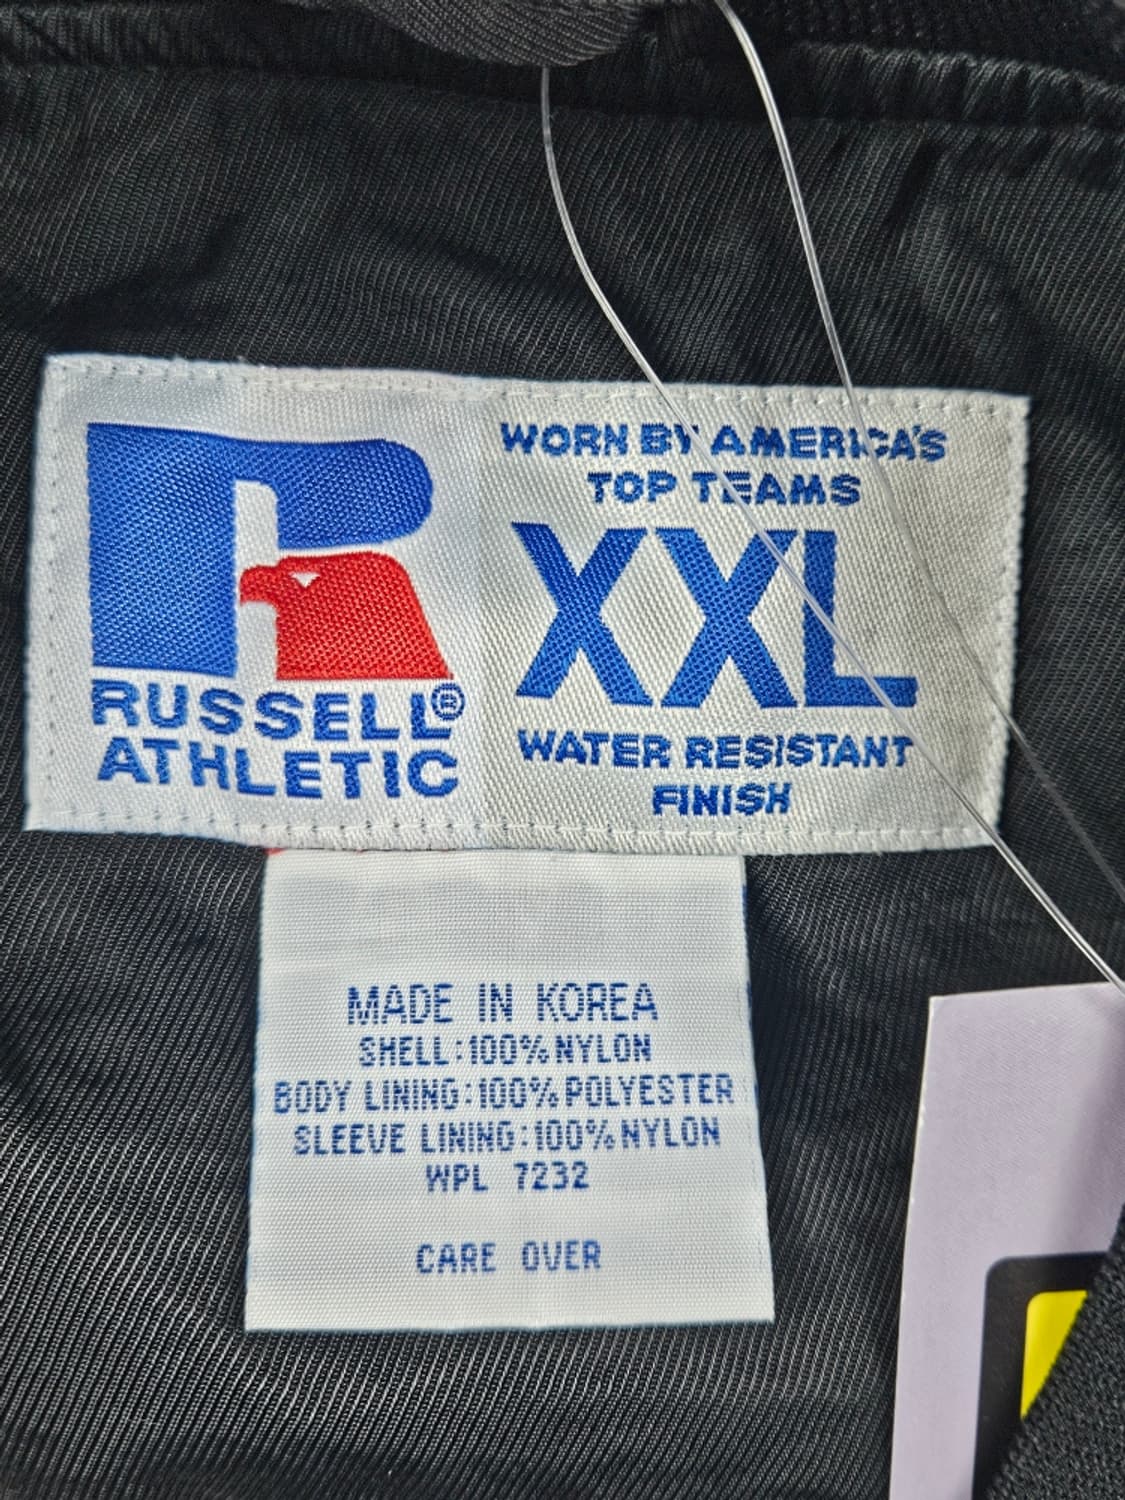 WORN BY AMERICA'S
TOP TEAMS
XXL
WATER RESISTANT
FINISH
R
RUSSELL®
ATHLETIC
MADE IN KOREA
SHELL:100% NYLON
BODY LINING:100% POLYESTER
SLEEVE LINING:100% NYLON
WPL 7232
CARE OVER